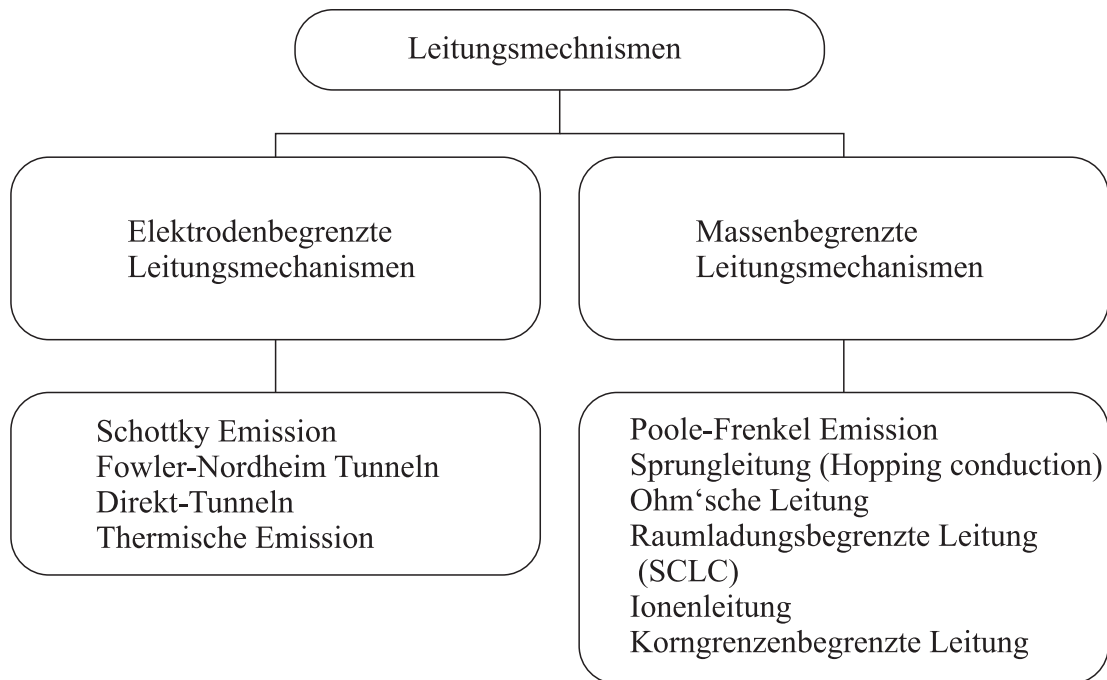 Leitungsmechnismen
Elektrodenbegrenzte
Leitungsmechanismen
Massenbegrenzte
Leitungsmechanismen
Schottky Emission
Fowler-Nordheim Tunneln
Direkt-Tunneln
Thermische Emission
Poole-Frenkel Emission
Sprungleitung (Hopping conduction)
Ohm‘sche Leitung
Raumladungsbegrenzte Leitung
(SCLC)
Ionenleitung
Korngrenzenbegrenzte Leitung